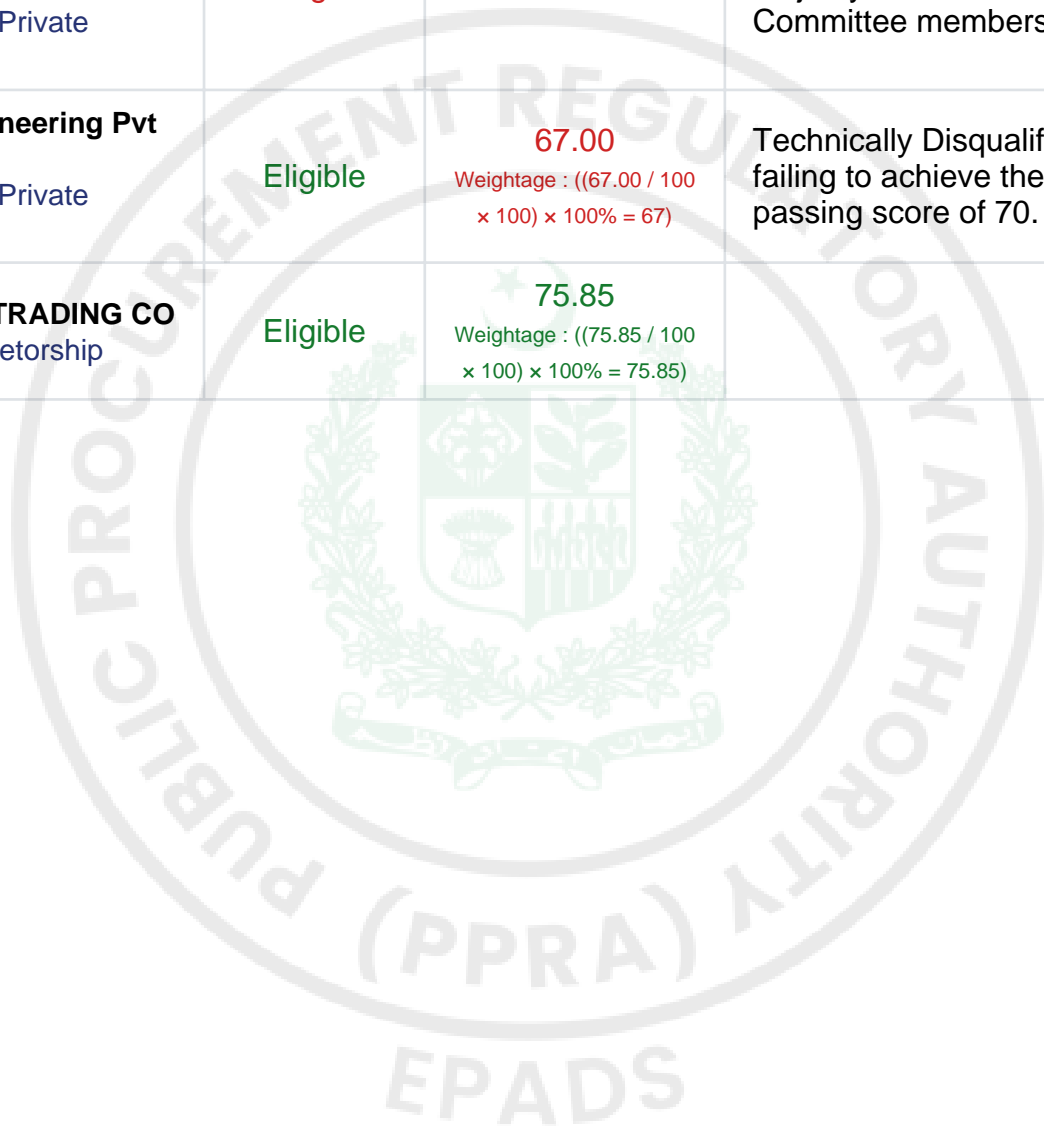 Private
Committee members
neering Pvt
Private
Eligible
67.00
Weightage : ((67.00 / 100
× 100) × 100% = 67)
Technically Disqualif
failing to achieve the
passing score of 70.
TRADING CO
etorship
Eligible
75.85
Weightage : ((75.85 / 100
× 100) × 100% = 75.85)
PUBLIC PROCUREMENT REGULATORY AUTHORITY
(PPRA)
EPADS